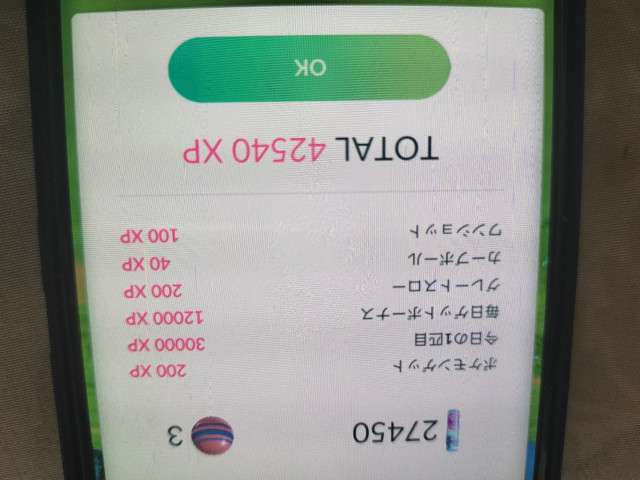 27450 3
ポケモンゲット 200 XP
今日の1匹目 30000 XP
毎日ゲットボーナス 12000 XP
グレートスロー 200 XP
カーブボール 40 XP
ワンショット 100 XP
TOTAL 42540 XP
OK